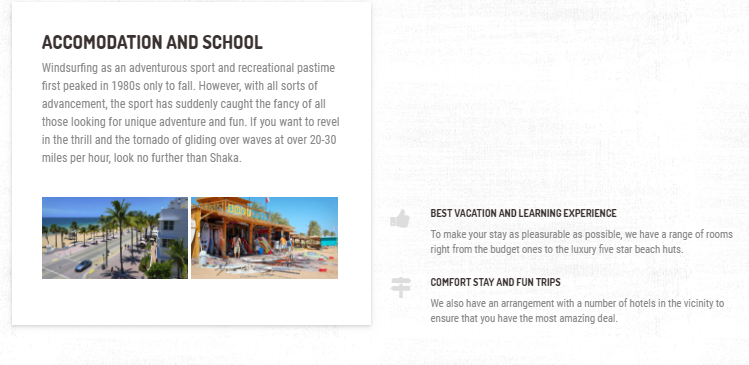 ACCOMODATION AND SCHOOL
Windsurfing as an adventurous sport and recreational pastime
first peaked in 1980s only to fall. However, with all sorts of
advancement, the sport has suddenly caught the fancy of all
those looking for unique adventure and fun. If you want to revel
in the thrill and the tornado of gliding over waves at over 20-30
miles per hour, look no further than Shaka.
BEST VACATION AND LEARNING EXPERIENCE
To make your stay as pleasurable as possible, we have a range of rooms
right from the budget ones to the luxury five star beach huts.
COMFORT STAY AND FUN TRIPS
We also have an arrangement with a number of hotels in the vicinity to
ensure that you have the most amazing deal.